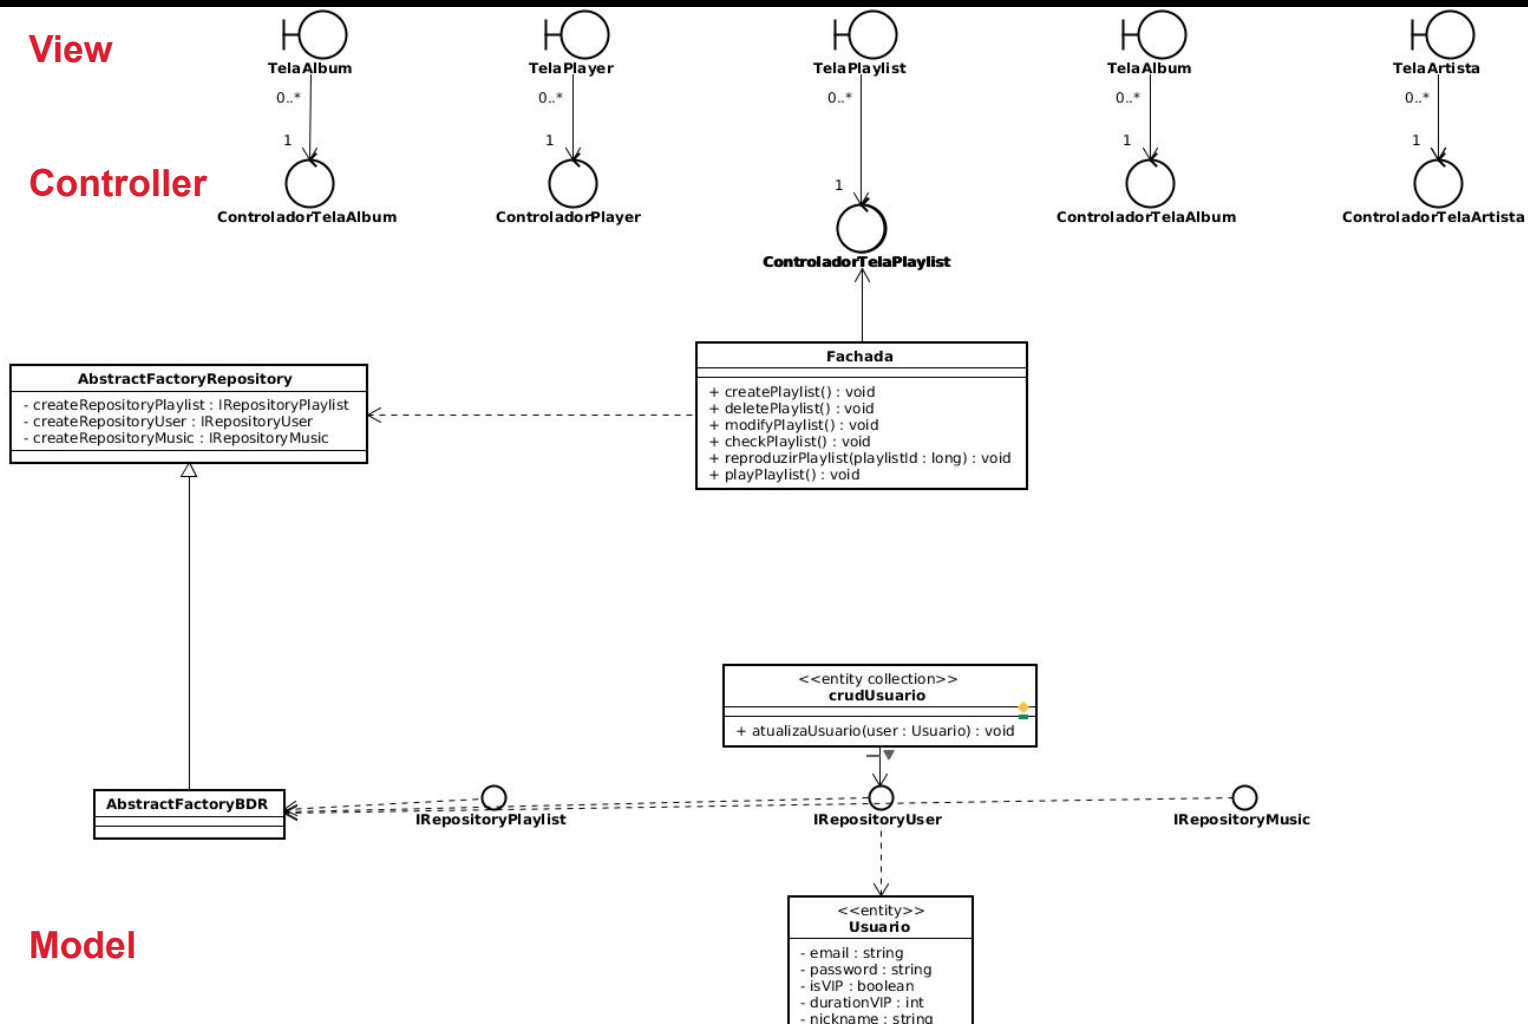 View
TelaAlbum
TelaPlayer
TelaPlaylist
TelaAlbum
TelaArtista
0..*
0..*
0..*
0..*
0..*
1
1
1
1
1
Controller
ControladorTelaAlbum
ControladorPlayer
ControladorTelaPlaylist
ControladorTelaAlbum
ControladorTelaArtista
Fachada
+ createPlaylist() : void
+ deletePlaylist() : void
+ modifyPlaylist() : void
+ checkPlaylist() : void
+ reproduzirPlaylist(playlistId : long) : void
+ playPlaylist() : void
AbstractFactoryRepository
- createRepositoryPlaylist : IRepositoryPlaylist
- createRepositoryUser : IRepositoryUser
- createRepositoryMusic : IRepositoryMusic
<<entity collection>>
crudUsuario
+ atualizaUsuario(user : Usuario) : void
AbstractFactoryBDR
IRepositoryPlaylist
IRepositoryUser
IRepositoryMusic
Model
<<entity>>
Usuario
- email : string
- password : string
- isVIP : boolean
- durationVIP : int
- nickname : string